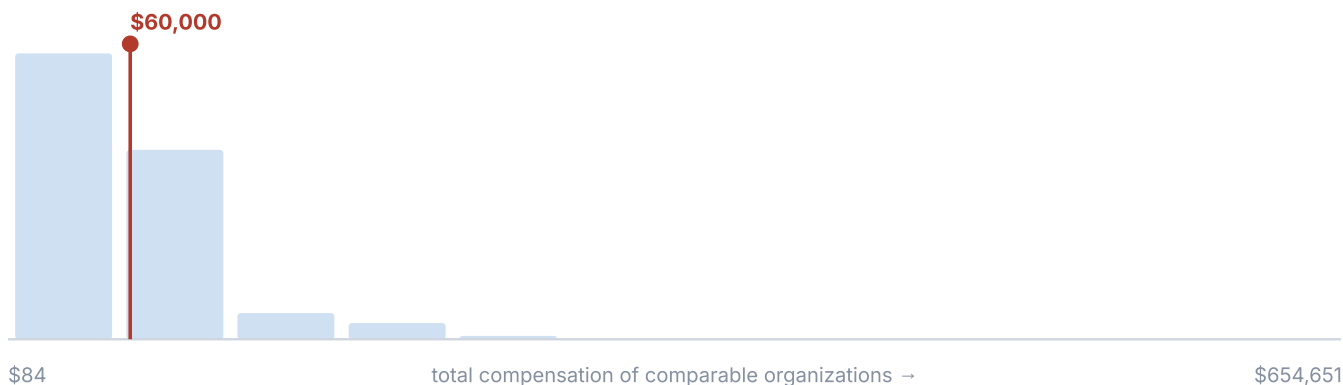 $60,000
$84 total compensation of comparable organizations → $654,651